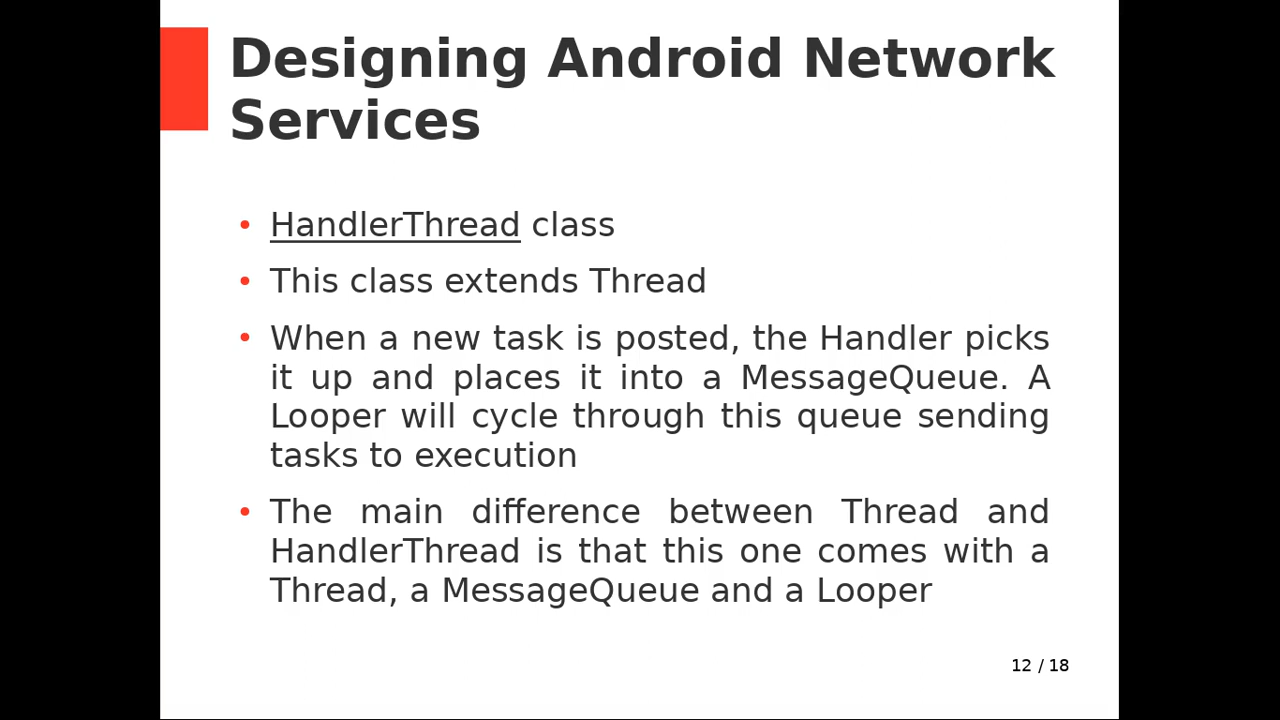 Designing Android Network
Services
• HandlerThread class
• This class extends Thread
• When a new task is posted, the Handler picks
it up and places it into a MessageQueue. A
Looper will cycle through this queue sending
tasks to execution
• The main difference between Thread and
HandlerThread is that this one comes with a
Thread, a MessageQueue and a Looper
12 / 18